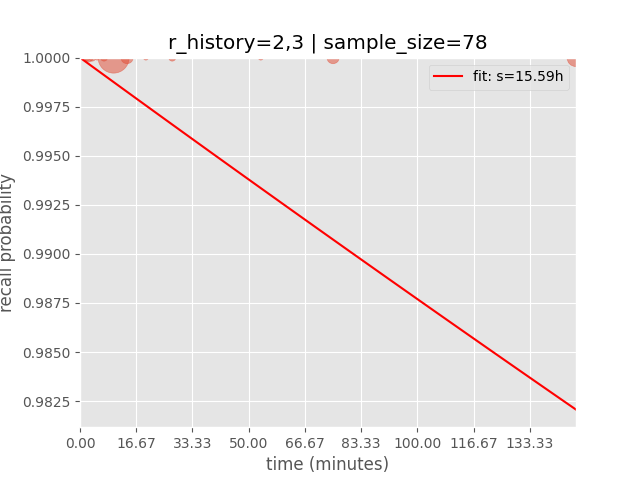 r_history=2,3 | sample_size=78
fit: s=15.59h
recall probability
1.0000
0.9975
0.9950
0.9925
0.9900
0.9875
0.9850
0.9825
0.00 16.67 33.33 50.00 66.67 83.33 100.00 116.67 133.33
time (minutes)